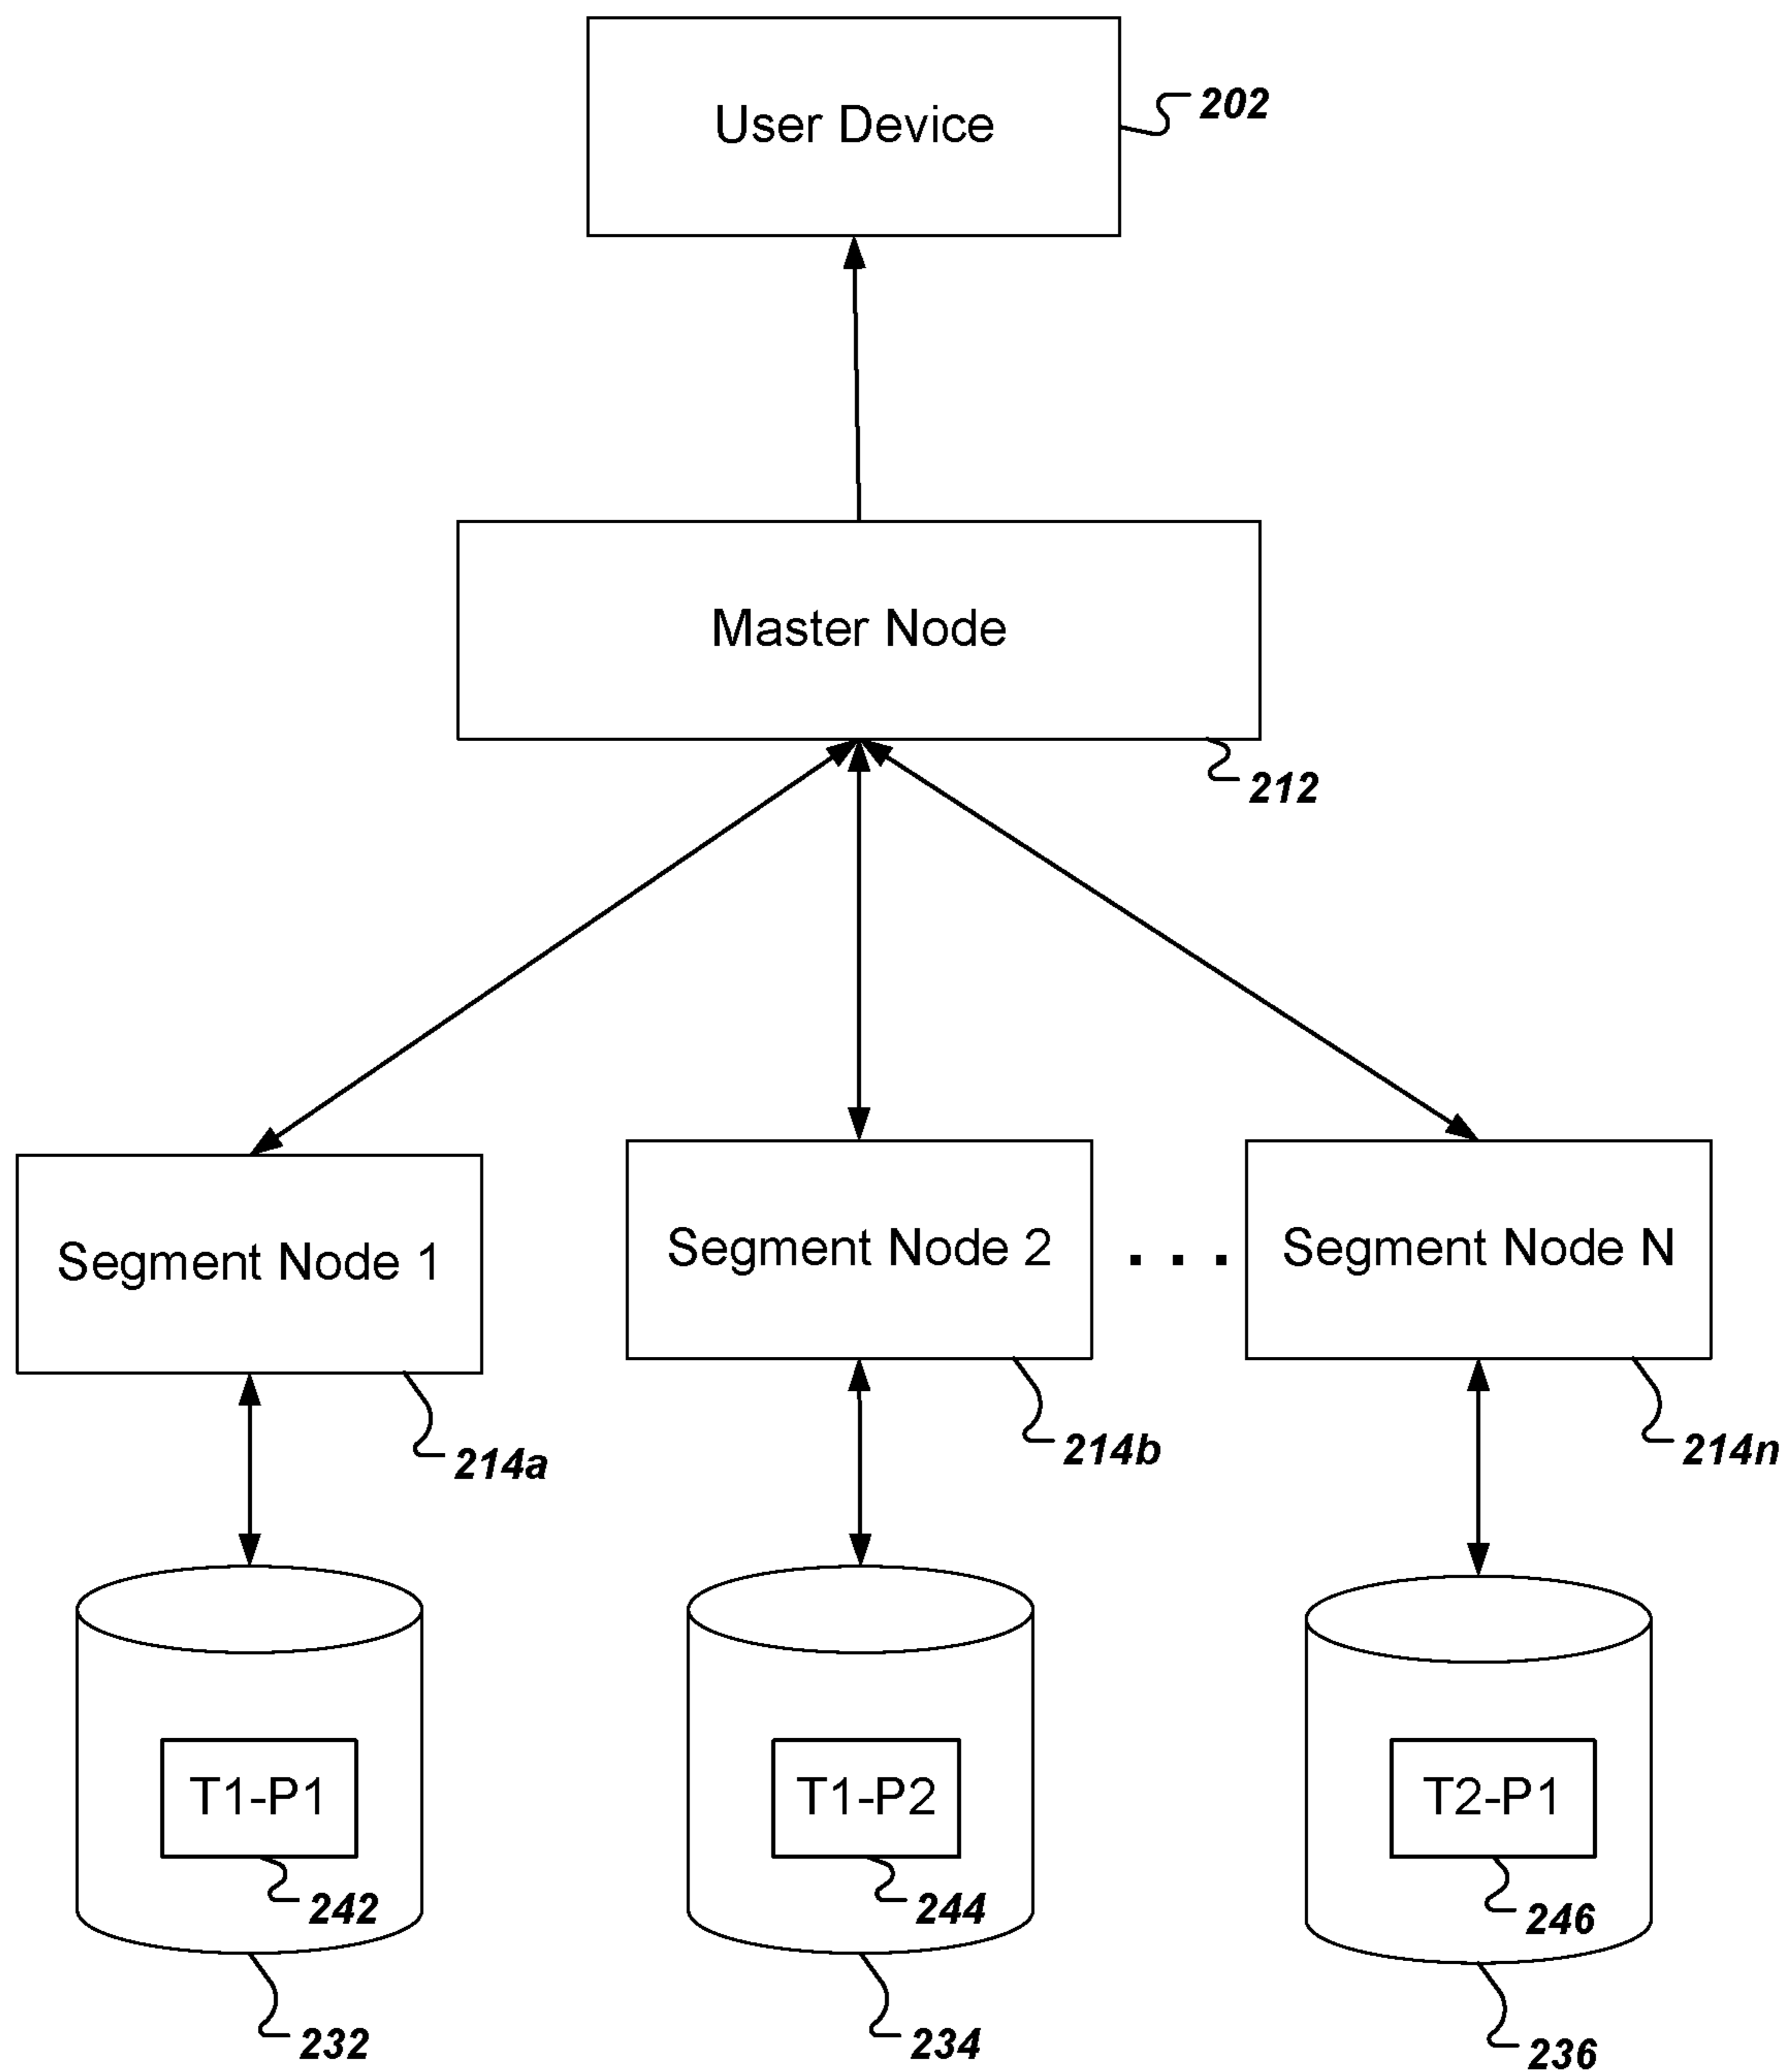 User Device
202
Master Node
212
Segment Node 1
Segment Node 2
. . .
Segment Node N
214a
214b
214n
T1-P1
T1-P2
T2-P1
242
244
246
232
234
236